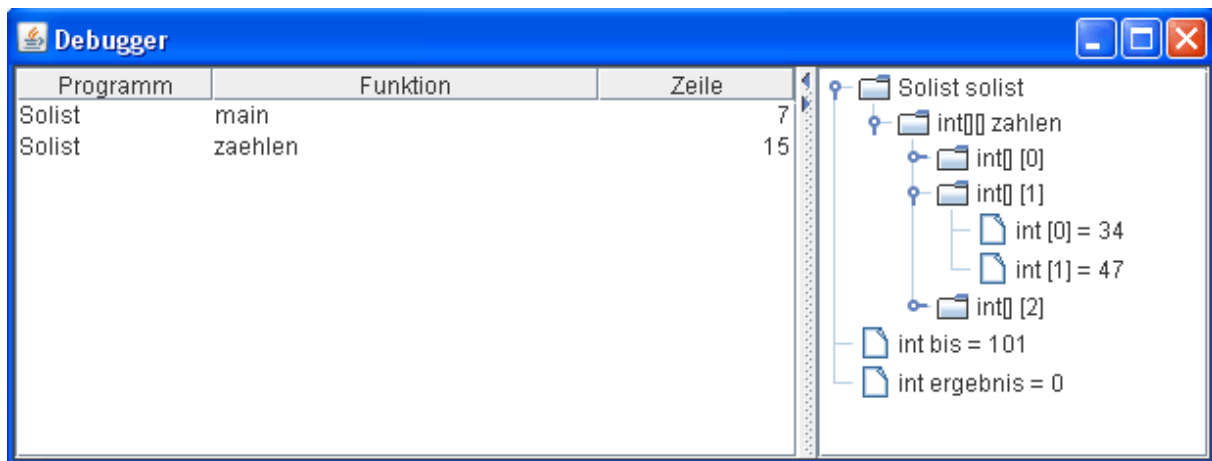 Debugger
Programm Funktion Zeile
Solist main 7
Solist zaehlen 15
Solist solist
int[][] zahlen
int[] [0]
int[] [1]
int [0] = 34
int [1] = 47
int[] [2]
int bis = 101
int ergebnis = 0